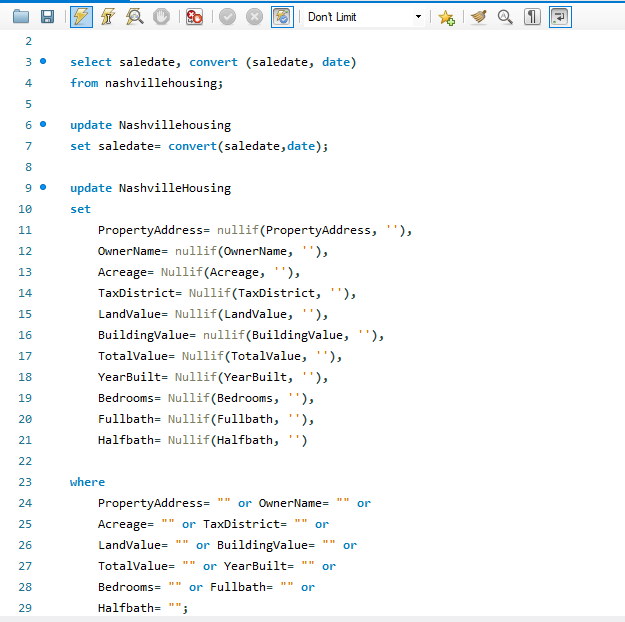 Don't Limit
2
3 select saledate, convert (saledate, date)
4 from nashvillehousing;
5
6 update Nashvillehousing
7 set saledate= convert(saledate,date);
8
9 update NashvilleHousing
10 set
11 PropertyAddress= nullif(PropertyAddress, ''),
12 OwnerName= nullif(OwnerName, ''),
13 Acreage= Nullif(Acreage, ''),
14 TaxDistrict= Nullif(TaxDistrict, ''),
15 LandValue= Nullif(LandValue, ''),
16 BuildingValue= nullif(BuildingValue, ''),
17 TotalValue= Nullif(TotalValue, ''),
18 YearBuilt= Nullif(YearBuilt, ''),
19 Bedrooms= Nullif(Bedrooms, ''),
20 Fullbath= Nullif(Fullbath, ''),
21 Halfbath= Nullif(Halfbath, '')
22
23 where
24 PropertyAddress= "" or OwnerName= "" or
25 Acreage= "" or TaxDistrict= "" or
26 LandValue= "" or BuildingValue= "" or
27 TotalValue= "" or YearBuilt= "" or
28 Bedrooms= "" or Fullbath= "" or
29 Halfbath= "";